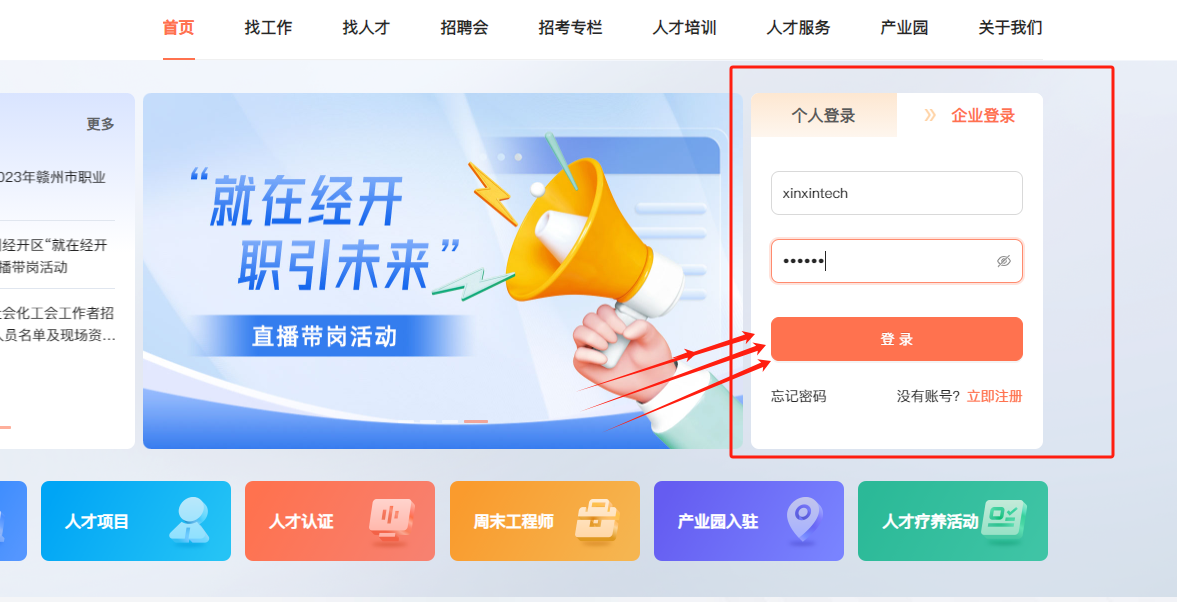 首页 找工作 找人才 招聘会 招考专栏 人才培训 人才服务 产业园 关于我们
更多
023年赣州市职业
经开区“就在经开
播带岗活动
会化工会工作者招
人员名单及现场资...
“就在经开
职引未来”
直播带岗活动
个人登录 企业登录
xinxintech
••••••
登录
忘记密码 没有账号？立即注册
人才项目
人才认证
周末工程师
产业园入驻
人才疗养活动